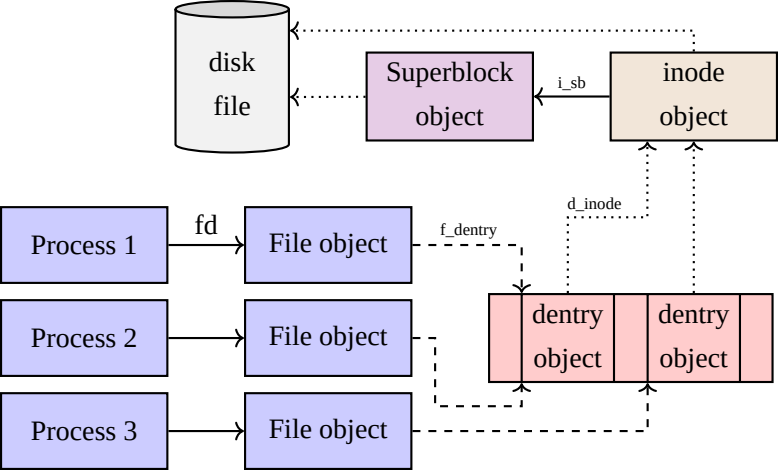 disk
file
Superblock
object
i_sb
inode
object
d_inode
Process 1
fd
File object
f_dentry
Process 2
File object
dentry
object
dentry
object
Process 3
File object